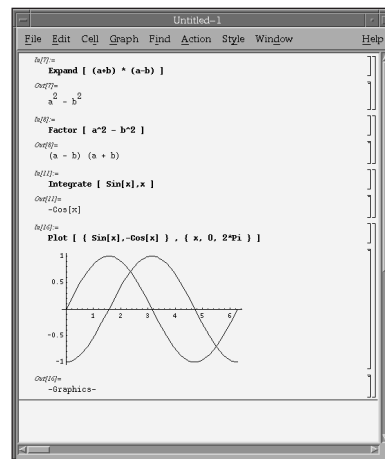 Untitled-1
File Edit Cell Graph Find Action Style Window Help
In[7]:=
Expand [ (a+b) * (a-b) ]
Out[7]=
a^2 - b^2
In[8]:=
Factor [ a^2 - b^2 ]
Out[8]=
(a - b) (a + b)
In[11]:=
Integrate [ Sin[x],x ]
Out[11]=
-Cos[x]
In[16]:=
Plot [ { Sin[x],-Cos[x] } , { x, 0, 2*Pi } ]
1
0.5
1 2 3 4 5 6
-0.5
-1
Out[16]=
-Graphics-